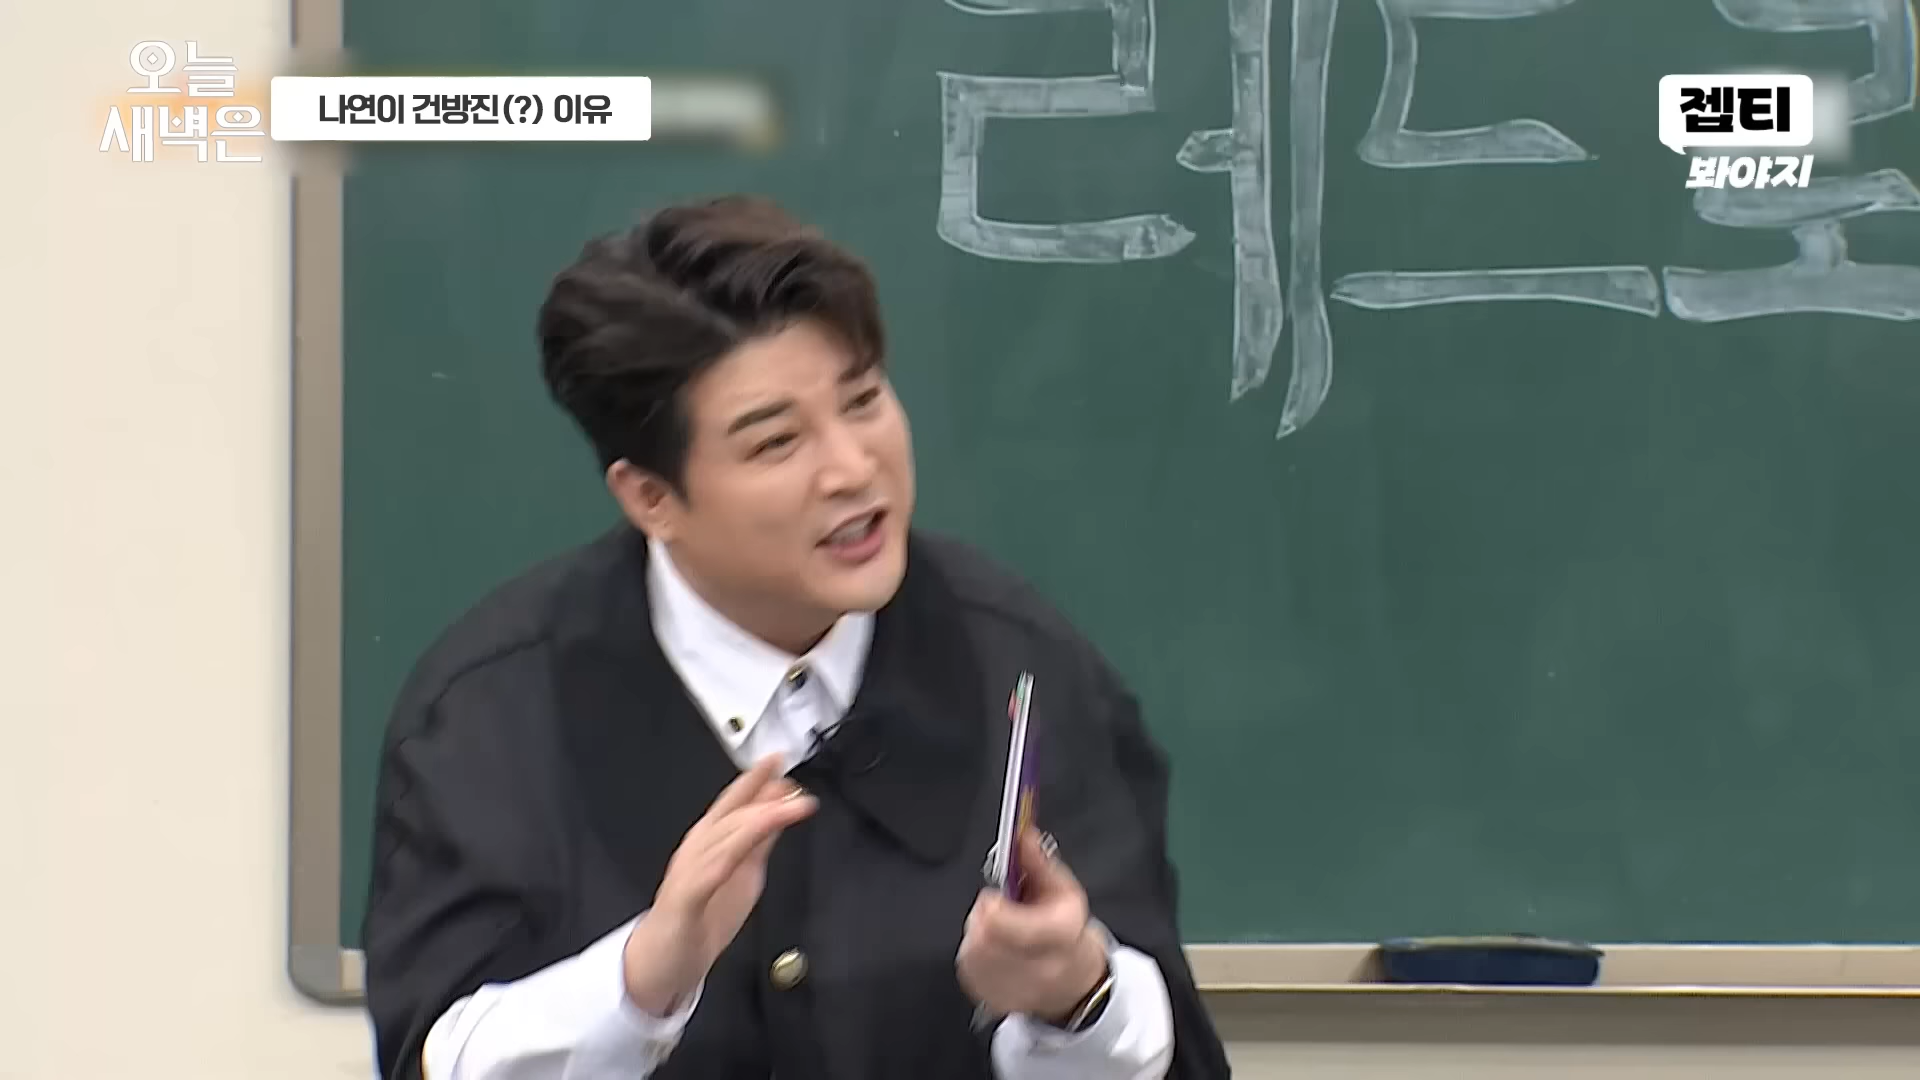 오늘
새벽은
나연이 건방진(?) 이유
젭티
봐야지